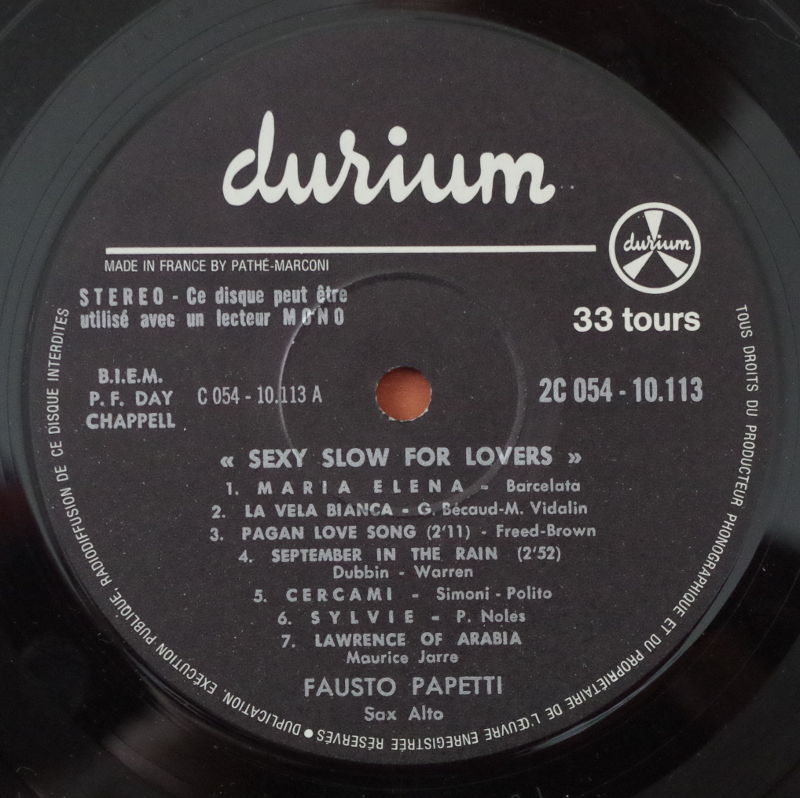 durium
durium
MADE IN FRANCE BY PATHÉ-MARCONI
STEREO - Ce disque peut être
utilisé avec un lecteur MONO
33 tours
B.I.E.M.
P. F. DAY
CHAPPELL
C 054 - 10.113 A
2C 054 - 10.113
« SEXY SLOW FOR LOVERS »
1. MARIA ELENA - Barcelata
2. LA VELA BIANCA - G. Bécaud-M. Vidalin
3. PAGAN LOVE SONG (2'11) - Freed-Brown
4. SEPTEMBER IN THE RAIN (2'52)
Dubbin - Warren
5. CERCAMI - Simoni - Polito
6. SYLVIE - P. Noles
7. LAWRENCE OF ARABIA
Maurice Jarre
FAUSTO PAPETTI
Sax Alto
TOUS DROITS DU PRODUCTEUR PHONOGRAPHIQUE ET DU PROPRIÉTAIRE DE L'ŒUVRE ENREGISTRÉE RÉSERVÉS ● DUPLICATION, EXÉCUTION PUBLIQUE, RADIODIFFUSION DE CE DISQUE INTERDITES